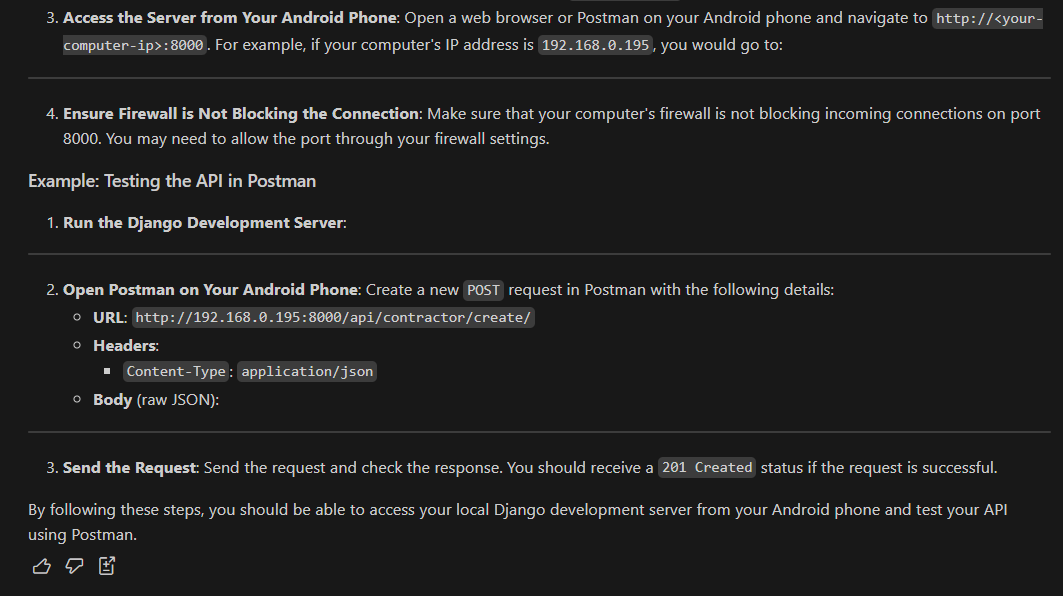 3. Access the Server from Your Android Phone: Open a web browser or Postman on your Android phone and navigate to http://<your-
computer-ip>:8000. For example, if your computer's IP address is 192.168.0.195, you would go to:
4. Ensure Firewall is Not Blocking the Connection: Make sure that your computer's firewall is not blocking incoming connections on port
8000. You may need to allow the port through your firewall settings.
Example: Testing the API in Postman
1. Run the Django Development Server:
2. Open Postman on Your Android Phone: Create a new POST request in Postman with the following details:
◦ URL: http://192.168.0.195:8000/api/contractor/create/
◦ Headers:
▪ Content-Type: application/json
◦ Body (raw JSON):
3. Send the Request: Send the request and check the response. You should receive a 201 Created status if the request is successful.
By following these steps, you should be able to access your local Django development server from your Android phone and test your API
using Postman.